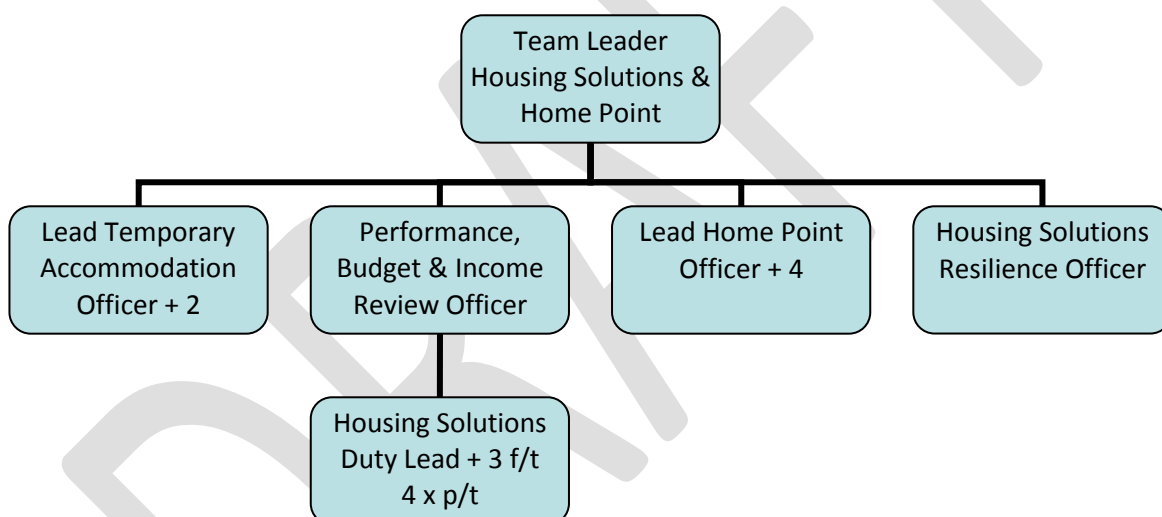 Team Leader
Housing Solutions &
Home Point
Lead Temporary
Accommodation
Officer + 2
Performance,
Budget & Income
Review Officer
Lead Home Point
Officer + 4
Housing Solutions
Resilience Officer
Housing Solutions
Duty Lead + 3 f/t
4 x p/t
DRAFT